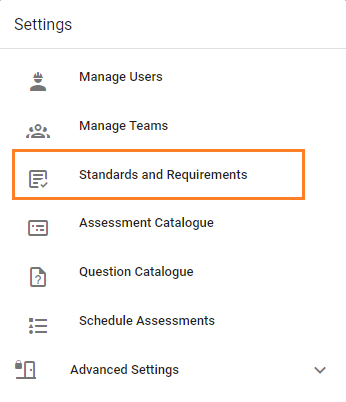 Settings
Manage Users
Manage Teams
Standards and Requirements
Assessment Catalogue
Question Catalogue
Schedule Assessments
Advanced Settings